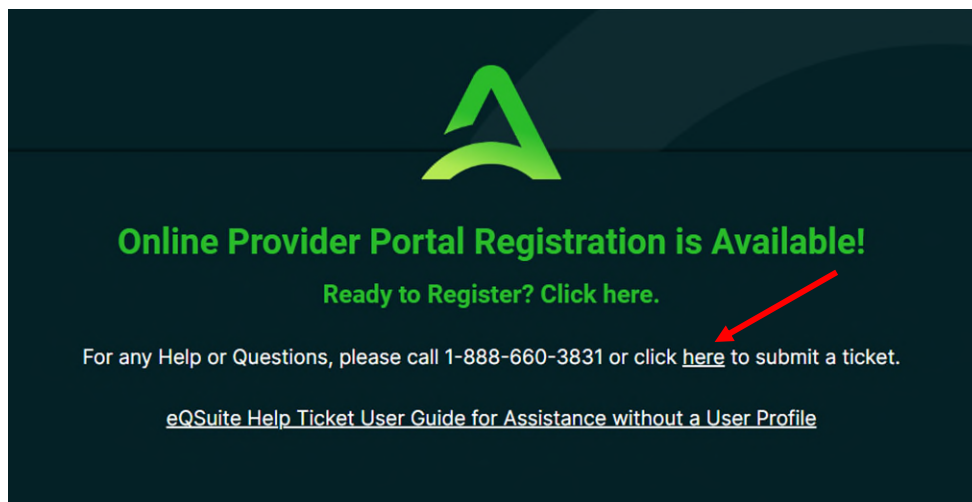 Online Provider Portal Registration is Available!
Ready to Register? Click here.
For any Help or Questions, please call 1-888-660-3831 or click here to submit a ticket.
eQSuite Help Ticket User Guide for Assistance without a User Profile